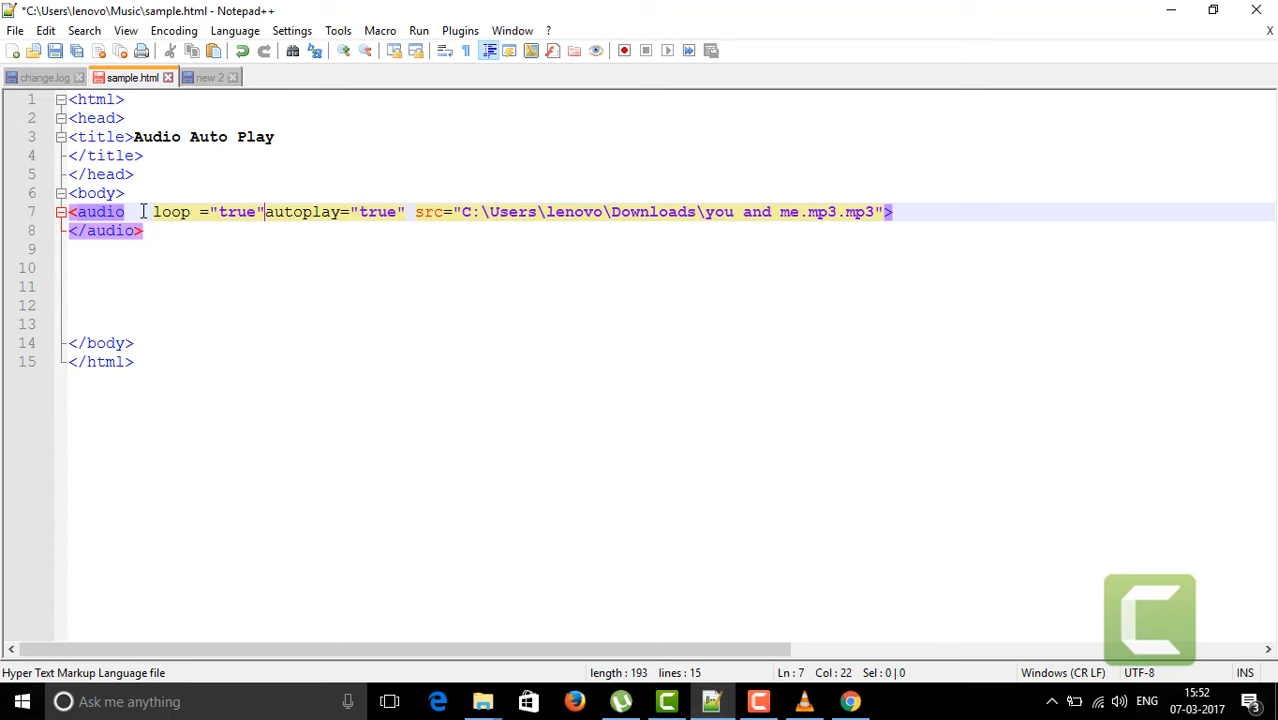 *C:\Users\lenovo\Music\sample.html - Notepad++
File Edit Search View Encoding Language Settings Tools Macro Run Plugins Window ? X
change.log sample.html new 2
1 <html>
2 <head>
3 <title>Audio Auto Play
4 </title>
5 </head>
6 <body>
7 <audio   loop ="true"autoplay="true" src="C:\Users\lenovo\Downloads\you and me.mp3.mp3">
8 </audio>
9
10
11
12
13
14 </body>
15 </html>
Hyper Text Markup Language file length : 193 lines : 15 Ln : 7 Col : 22 Sel : 0 | 0 Windows (CR LF) UTF-8 INS
Ask me anything ENG 15:52
07-03-2017 3